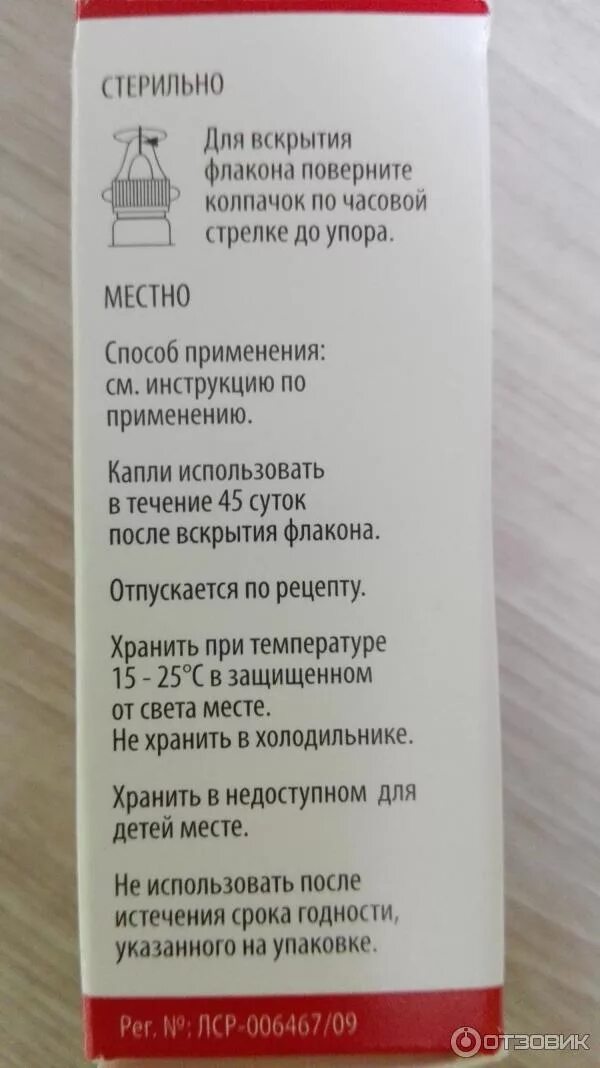 СТЕРИЛЬНО
Для вскрытия
флакона поверните
колпачок по часовой
стрелке до упора.
МЕСТНО
Способ применения:
см. инструкцию по
применению.
Капли использовать
в течение 45 суток
после вскрытия флакона.
Отпускается по рецепту.
Хранить при температуре
15 - 25°С в защищенном
от света месте.
Не хранить в холодильнике.
Хранить в недоступном для
детей месте.
Не использовать после
истечения срока годности,
указанного на упаковке.
Рег. №: ЛСР-006467/09
ОТЗОВИК